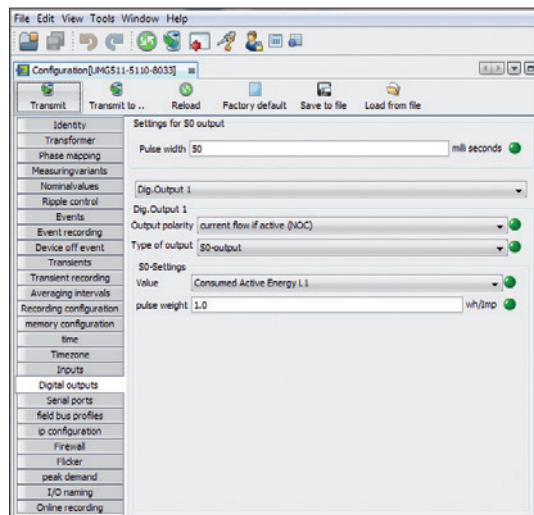 File Edit View Tools Window Help
Configuration[UMG511-5110-8033]
Transmit Transmit to .. Reload Factory default Save to file Load from file
Identity
Transformer
Phase mapping
Measuringvariants
Nominalvalues
Ripple control
Events
Event recording
Device off event
Transients
Transient recording
Averaging intervals
Recording configuration
memory configuration
time
Timezone
Inputs
Digital outputs
Serial ports
field bus profiles
ip configuration
Firewall
Flicker
peak demand
I/O naming
Online recording
Settings for S0 output
Pulse width 50 milli seconds
Dig.Output 1
Dig.Output 1
Output polarity current flow if active (NOC)
Type of output S0-output
S0-Settings
Value Consumed Active Energy L1
pulse weight 1.0 wh/Imp